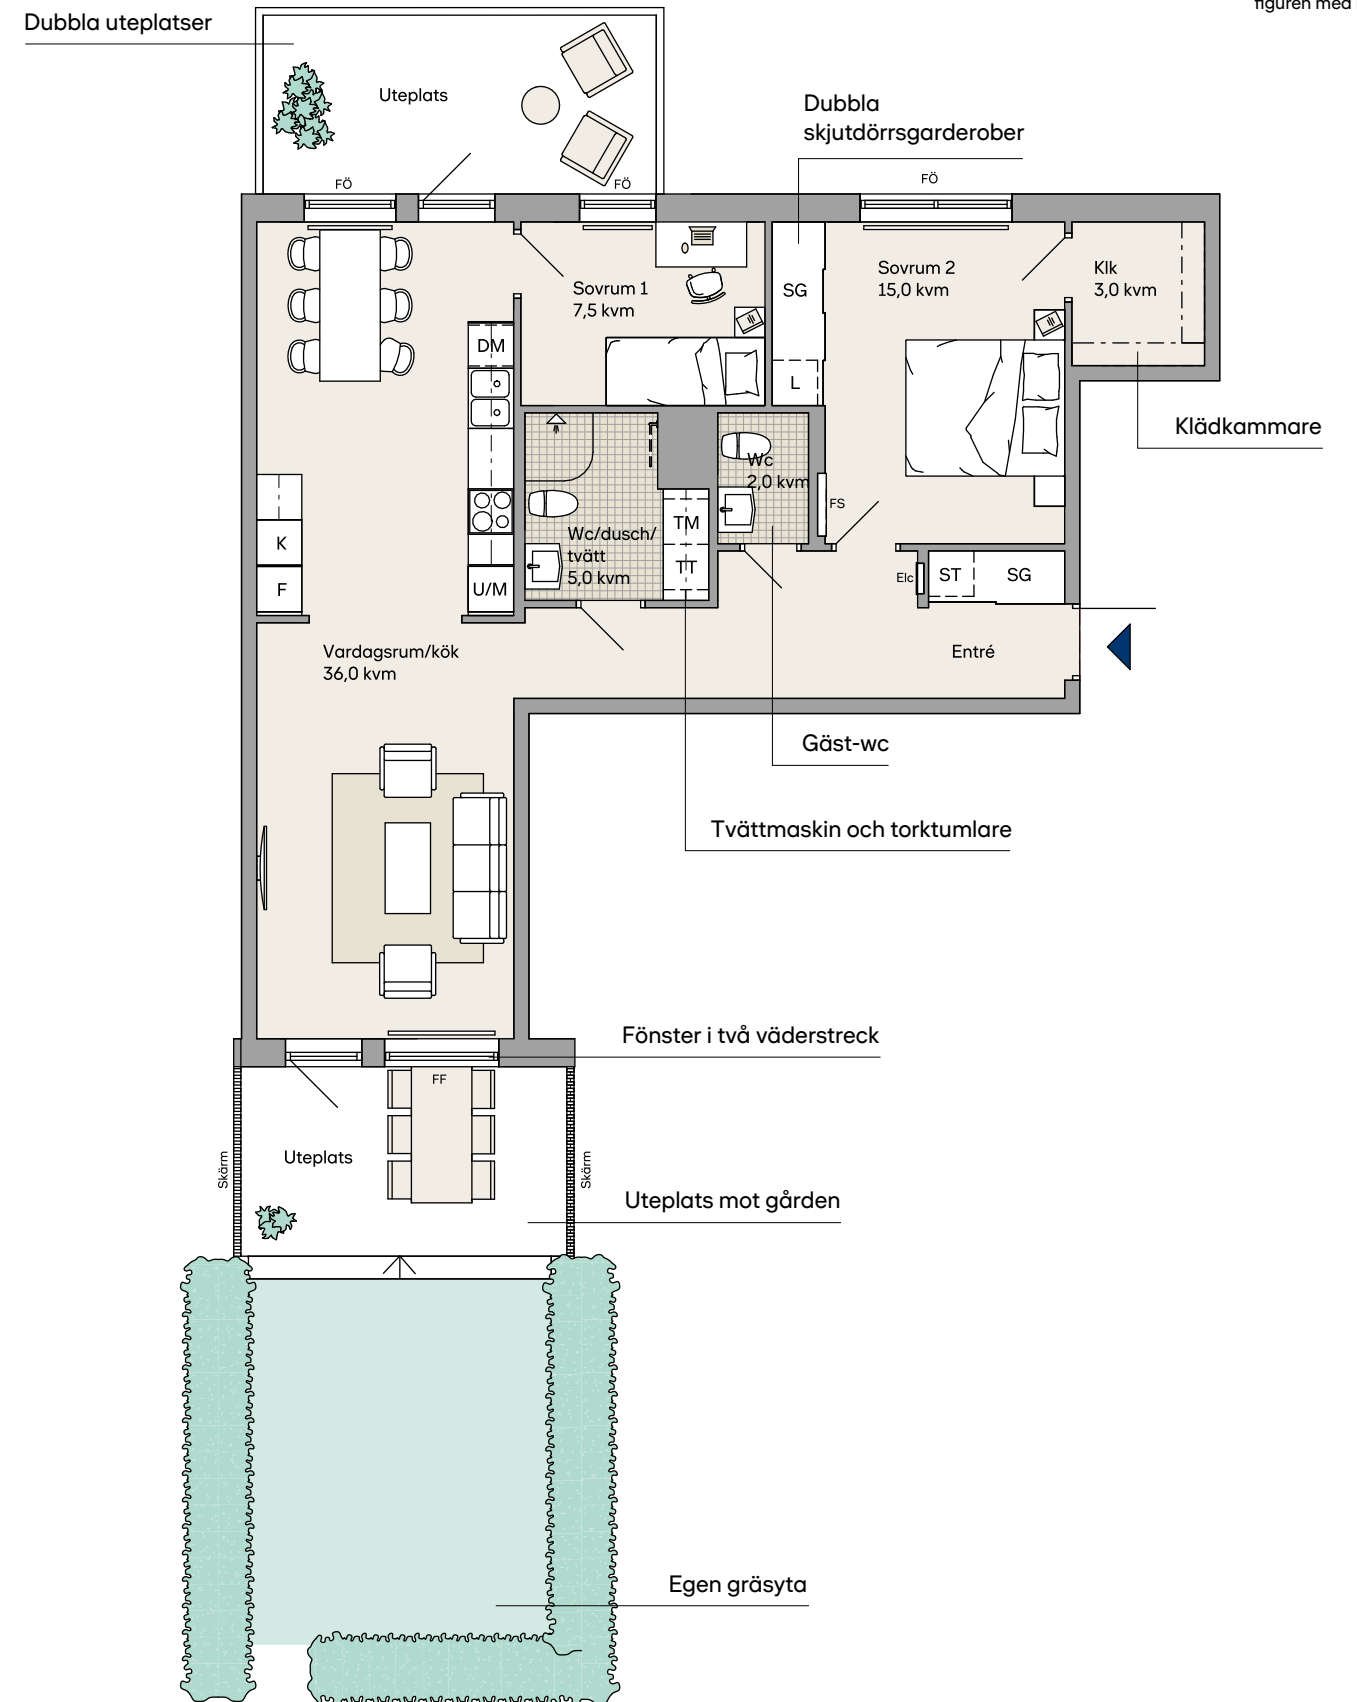 figuren med
Dubbla uteplatser
Uteplats
Dubbla
skjutdörrsgarderober
FÖ
FÖ
FÖ
Sovrum 1
7,5 kvm
SG
Sovrum 2
15,0 kvm
Klk
3,0 kvm
DM
L
Klädkammare
Wc
2,0 kvm
FS
K
Wc/dusch/
tvätt
5,0 kvm
TM
TT
F
U/M
Elc
ST
SG
Vardagsrum/kök
36,0 kvm
Entré
Gäst-wc
Tvättmaskin och torktumlare
Fönster i två väderstreck
FF
Uteplats
Skärm
Skärm
Uteplats mot gården
Egen gräsyta